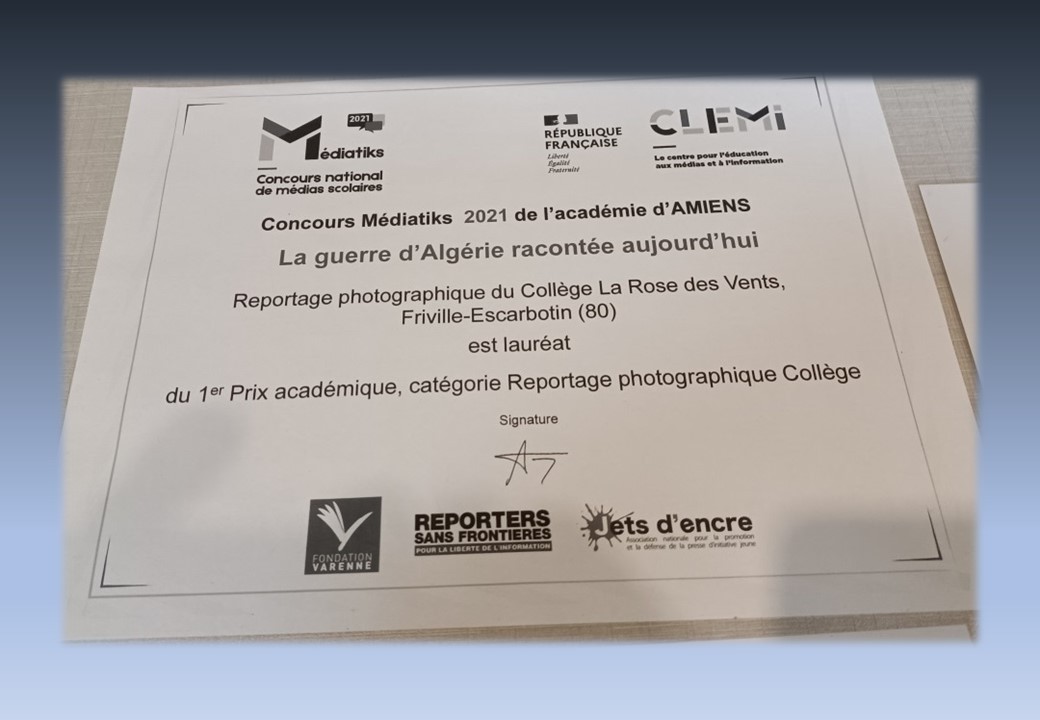 2021
Médiatiks
Concours national
de médias scolaires
RÉPUBLIQUE
FRANÇAISE
Liberté
Égalité
Fraternité
CLEMI
Le centre pour l'éducation
aux médias et à l'information
Concours Médiatiks 2021 de l'académie d'AMIENS
La guerre d'Algérie racontée aujourd'hui
Reportage photographique du Collège La Rose des Vents,
Friville-Escarbotin (80)
est lauréat
du 1er Prix académique, catégorie Reportage photographique Collège
Signature
FONDATION
VARENNE
REPORTERS
SANS FRONTIERES
POUR LA LIBERTE DE L'INFORMATION
Jets d'encre
Association nationale pour la promotion
et la défense de la presse d'initiative jeune